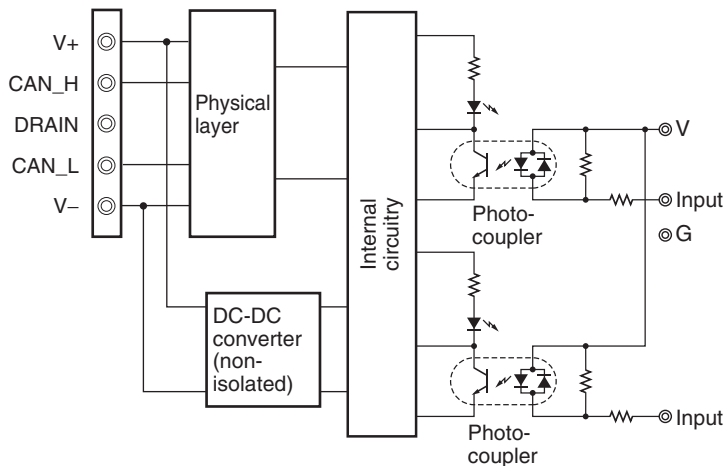 V+
CAN_H
DRAIN
CAN_L
V−
Physical
layer
DC-DC
converter
(non-
isolated)
Internal
circuitry
Photo-
coupler
V
Input
G
Photo-
coupler
Input